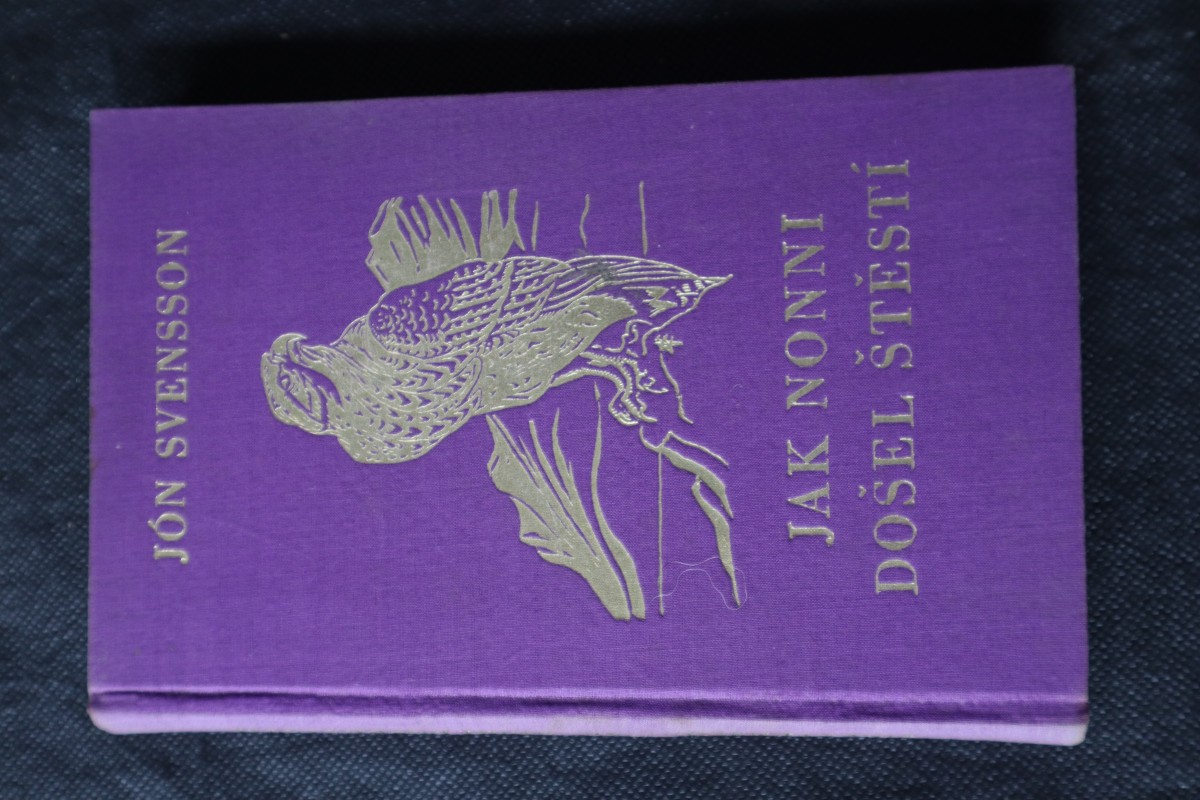 JÓN SVENSSON
JAK NONNI
DOŠEL ŠTĚSTÍ